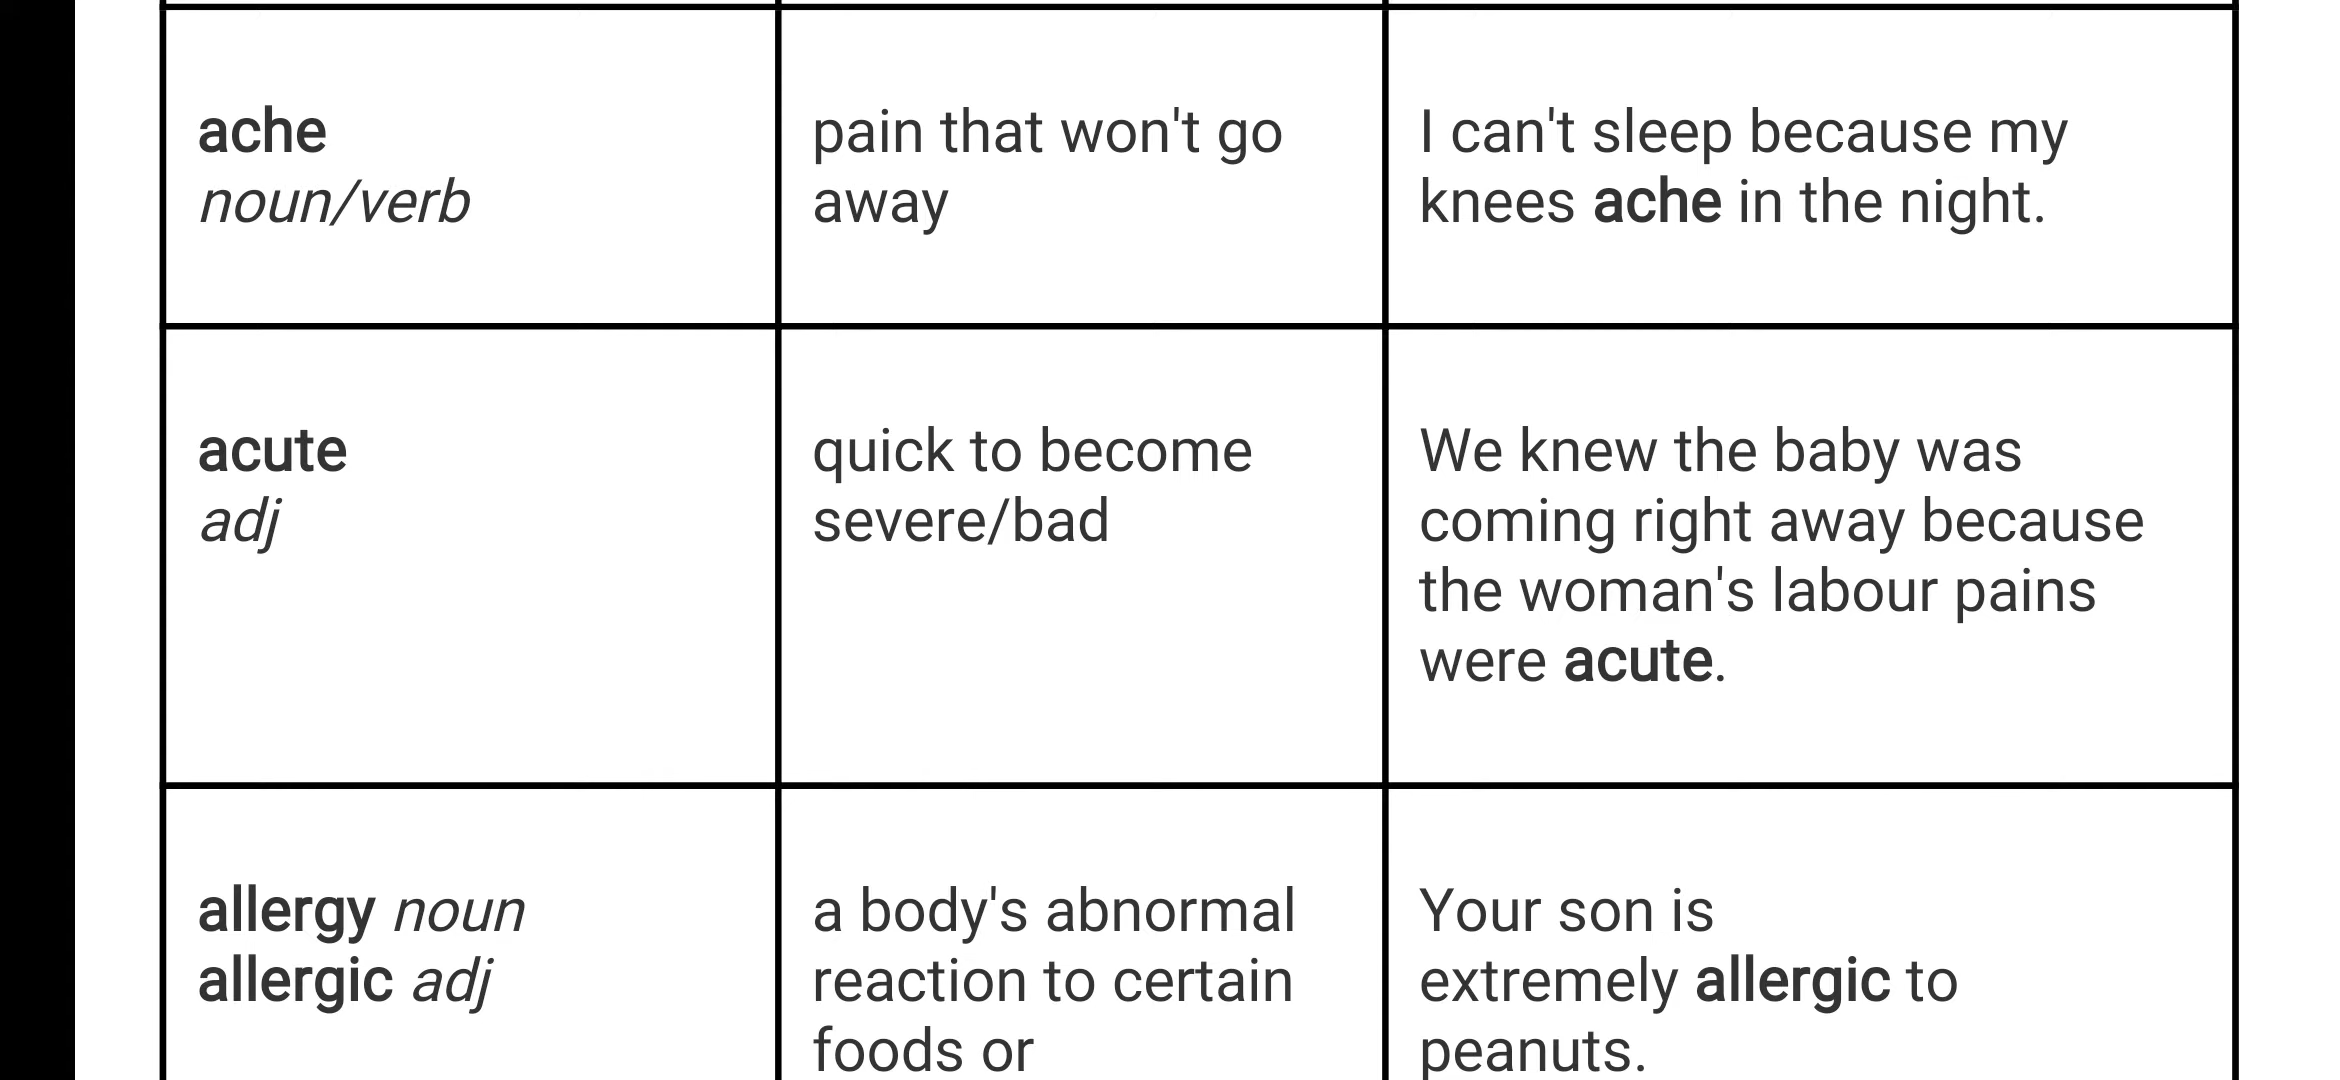 ache
noun/verb
pain that won't go
away
I can't sleep because my
knees ache in the night.
acute
adj
quick to become
severe/bad
We knew the baby was
coming right away because
the woman's labour pains
were acute.
allergy noun
allergic adj
a body's abnormal
reaction to certain
foods or
Your son is
extremely allergic to
peanuts.